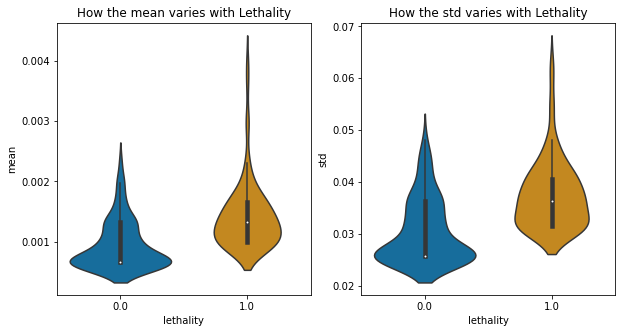 How the mean varies with Lethality
mean
0.004
0.003
0.002
0.001
0.0
1.0
lethality
How the std varies with Lethality
std
0.07
0.06
0.05
0.04
0.03
0.02
0.0
1.0
lethality